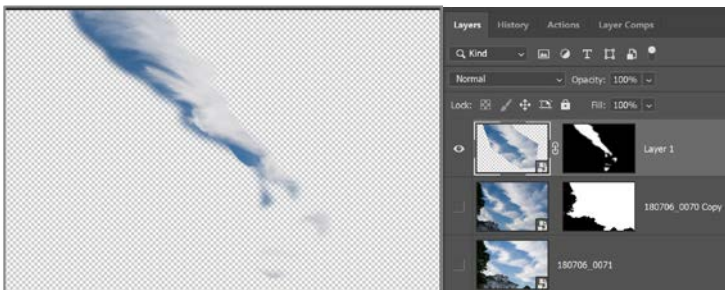 Layers History Actions Layer Comps
Kind
Normal Opacity: 100%
Lock: Fill: 100%
Layer 1
180706_0070 Copy
180706_0071